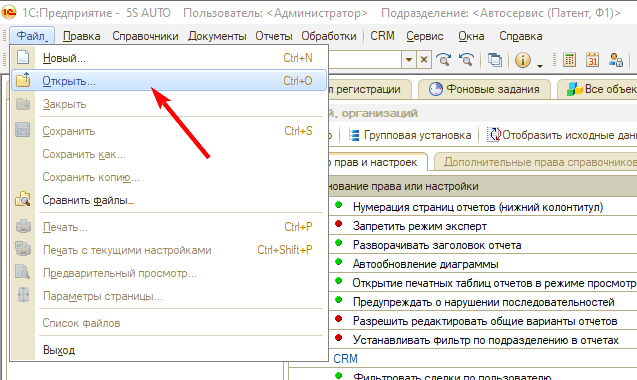 1С:Предприятие - 5S AUTO Пользователь: <Администратор> Подразделение: <Автосервис (Патент, Ф1)>
Файл Правка Справочники Документы Отчеты Обработки CRM Сервис Окна Справка
Новый... Ctrl+N
Открыть... Ctrl+O
Закрыть
Сохранить Ctrl+S
Сохранить как...
Сохранить копию...
Сравнить файлы...
Печать... Ctrl+P
Печать с текущими настройками Ctrl+Shift+P
Предварительный просмотр...
Параметры страницы...
Список файлов
Выход
31
л регистрации Фоновые задания Все объек
й, организаций
Групповая установка Отобразить исходные дан
р прав и настроек Дополнительные права справочников
нование права или настройки
Нумерация страниц отчетов (нижний колонтитул)
Запретить режим эксперт
Разворачивать заголовок отчета
Автообновление диаграммы
Открытие печатных таблиц отчетов в режиме просмотр
Предупреждать о нарушении последовательностей
Разрешить редактировать общие варианты отчетов
Устанавливать фильтр по подразделению в отчетах
CRM
Фильтровать сделки по пользователю